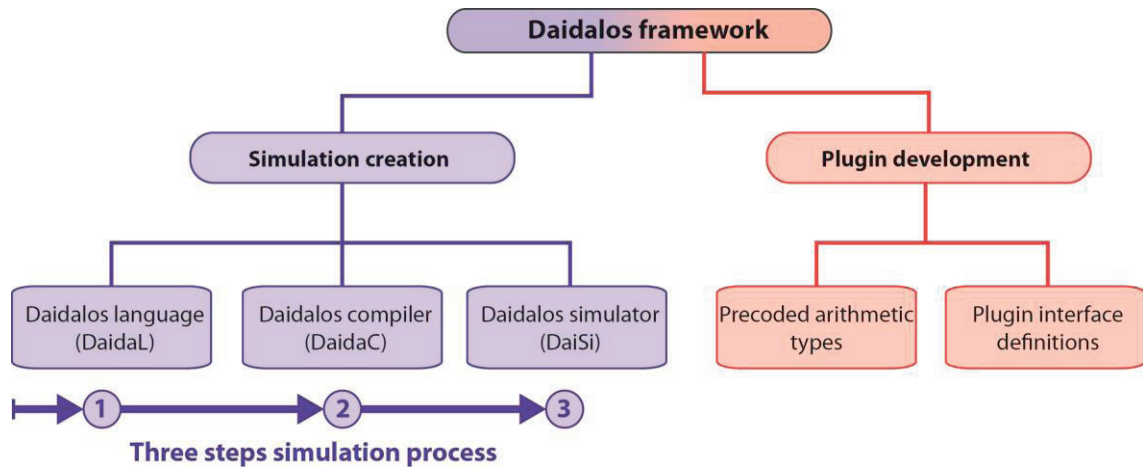 Daidalos framework
Simulation creation
Plugin development
Daidalos language
(DaidaL)
Daidalos compiler
(DaidaC)
Daidalos simulator
(DaiSi)
Precoded arithmetic
types
Plugin interface
definitions
1
2
3
Three steps simulation process